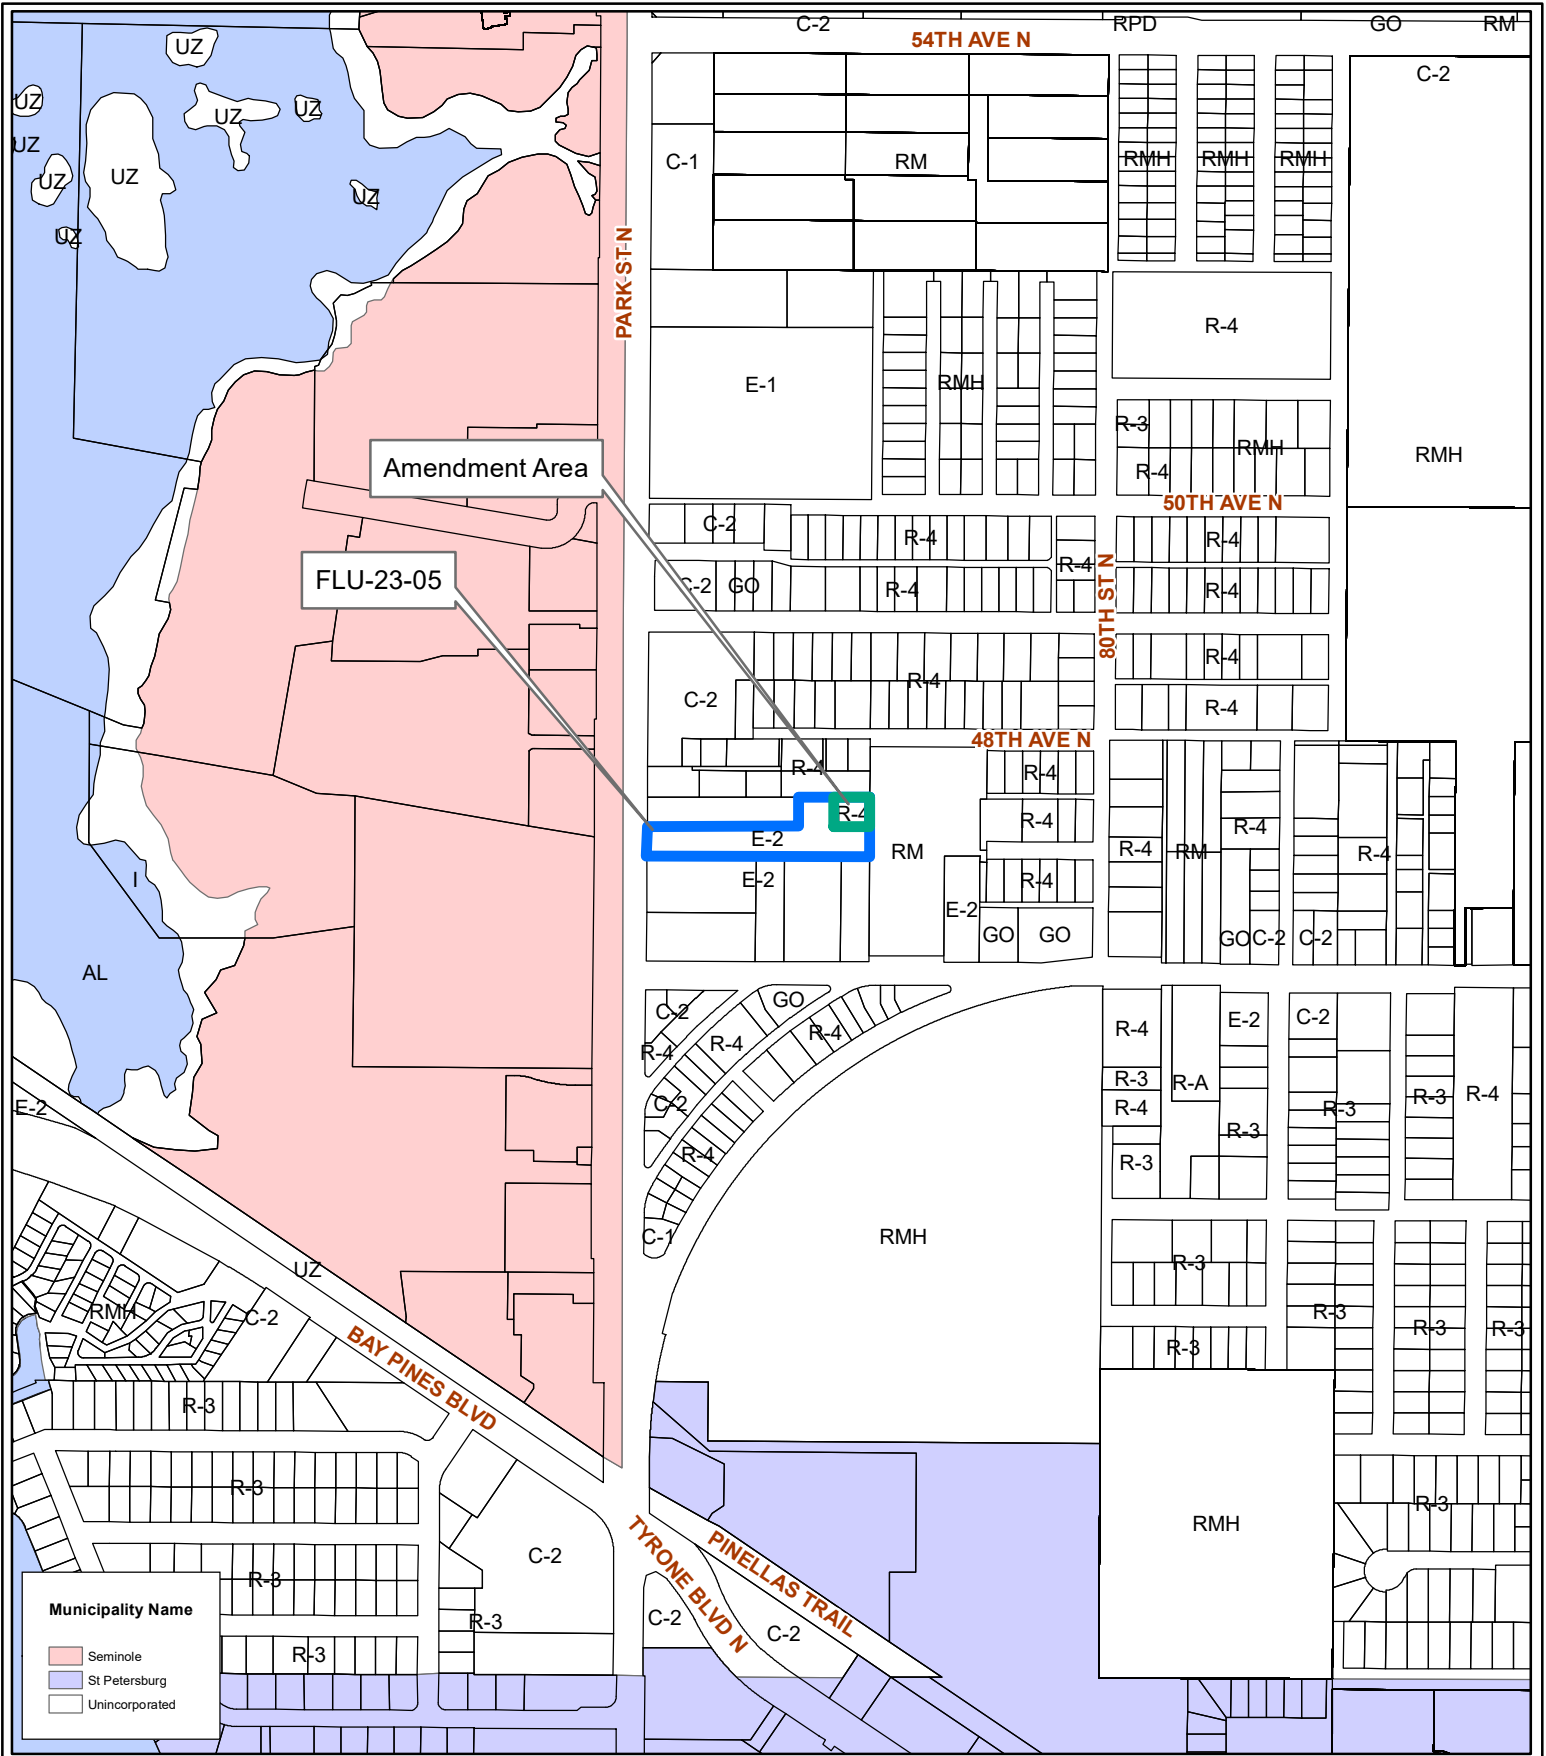 C-2
RPD
GO
RM
54TH AVE N
UZ
C-2
UZ
UZ
UZ
UZ
C-1
RM
RMH
RMH
RMH
UZ
UZ
UZ
UZ
PARK ST N
R-4
E-1
RMH
R-3
RMH
RMH
Amendment Area
R-4
50TH AVE N
C-2
R-4
R-4
FLU-23-05
C-2
GO
R-4
R-4
R-4
80TH ST N
R-4
R-4
C-2
R-4
48TH AVE N
R-4
R-4
R-4
R-4
R-4
E-2
RM
R-4
RM
R-4
I
E-2
R-4
E-2
GO
GO
GO
C-2
C-2
AL
GO
C-2
R-4
R-4
R-4
R-4
E-2
C-2
R-3
R-A
R-3
R-4
E-2
C-2
R-4
R-3
R-3
R-4
R-3
C-1
RMH
R-3
UZ
RMH
C-2
R-3
R-3
R-3
BAY PINES BLVD
R-3
R-3
R-3
R-3
RMH
TYRONE BLVD N
PINELLAS TRAIL
C-2
R-3
C-2
C-2
R-3
R-3
Municipality Name
Seminole
St Petersburg
Unincorporated